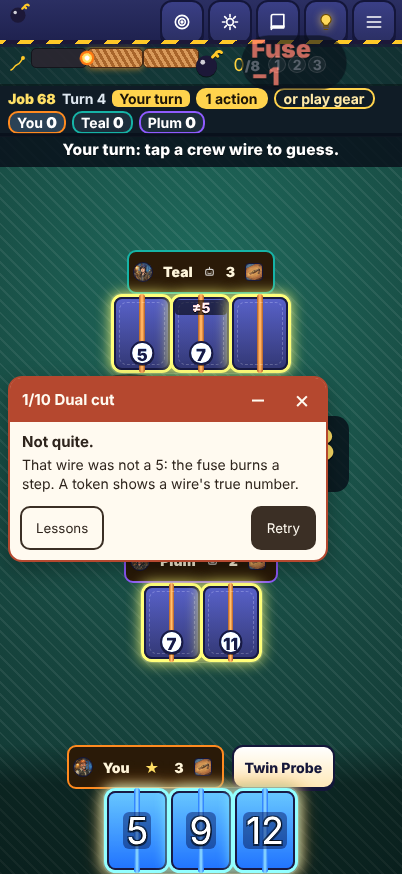 Fuse
−1
0/8 1 2 3
Job 68 Turn 4 Your turn 1 action or play gear
You 0 Teal 0 Plum 0
Your turn: tap a crew wire to guess.
Teal 3
≠5
5 7
1/10 Dual cut
Not quite.
That wire was not a 5: the fuse burns a
step. A token shows a wire's true number.
Lessons Retry
Plum 2
7 11
You ★ 3 Twin Probe
5 9 12